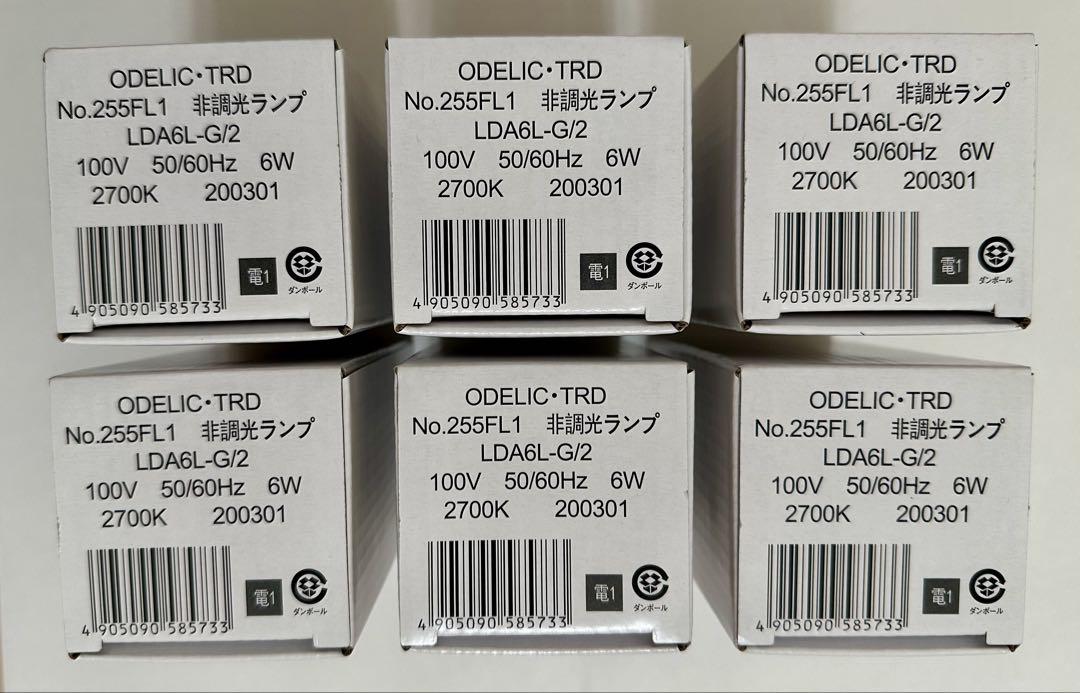 ODELIC・TRD
No.255FL1 非調光ランプ
LDA6L-G/2
100V 50/60Hz 6W
2700K 200301
電1
ダンボール
4 905090 585733
ODELIC・TRD
No.255FL1 非調光ランプ
LDA6L-G/2
100V 50/60Hz 6W
2700K 200301
電1
ダンボール
4 905090 585733
ODELIC・TRD
No.255FL1 非調光ランプ
LDA6L-G/2
100V 50/60Hz 6W
2700K 200301
電1
ダンボール
4 905090 585733
ODELIC・TRD
No.255FL1 非調光ランプ
LDA6L-G/2
100V 50/60Hz 6W
2700K 200301
電1
ダンボール
4 905090 585733
ODELIC・TRD
No.255FL1 非調光ランプ
LDA6L-G/2
100V 50/60Hz 6W
2700K 200301
電1
ダンボール
4 905090 585733
ODELIC・TRD
No.255FL1 非調光ランプ
LDA6L-G/2
100V 50/60Hz 6W
2700K 200301
電1
ダンボール
4 905090 585733